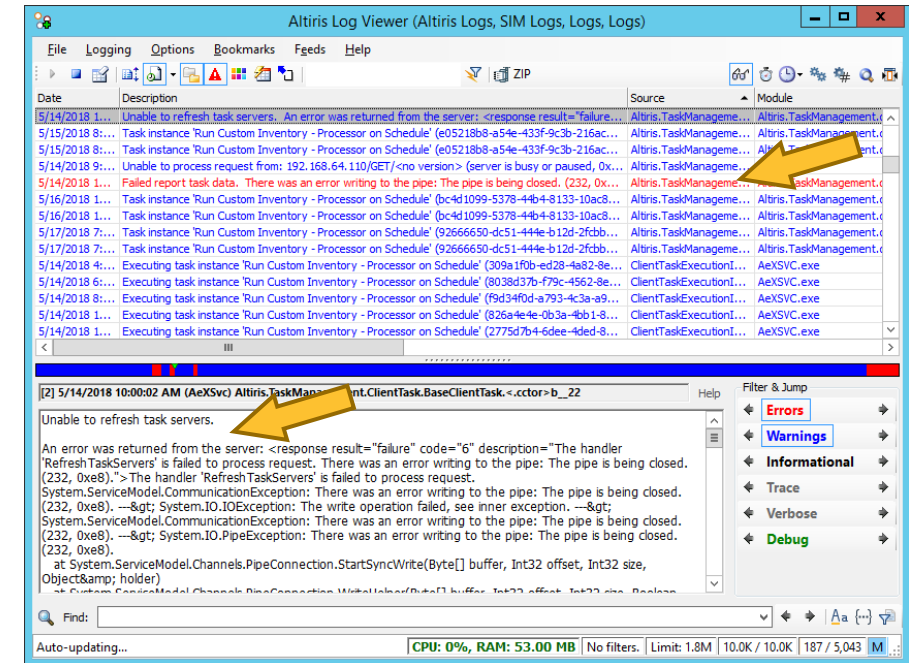 Altiris Log Viewer (Altiris Logs, SIM Logs, Logs, Logs)
File Logging Options Bookmarks Feeds Help
ZIP
Date Description Source Module
5/14/2018 1... Unable to refresh task servers. An error was returned from the server: <response result="failure... Altiris.TaskManageme... Altiris.TaskManagement.c
5/15/2018 8:... Task instance 'Run Custom Inventory - Processor on Schedule' (e05218b8-a54e-433f-9c3b-216ac... Altiris.TaskManageme... Altiris.TaskManagement.c
5/15/2018 8:... Task instance 'Run Custom Inventory - Processor on Schedule' (e05218b8-a54e-433f-9c3b-216ac... Altiris.TaskManageme...
5/14/2018 9:... Unable to process request from: 192.168.64.110/GET/<no version> (server is busy or paused, 0x... Altiris.TaskManageme...
5/14/2018 1... Failed report task data. There was an error writing to the pipe: The pipe is being closed. (232, 0x... Altiris.TaskManageme... Altiris.TaskManagement.c
5/16/2018 1... Task instance 'Run Custom Inventory - Processor on Schedule' (bc4d1099-5378-44b4-8133-10ac8... Altiris.TaskManageme... Altiris.TaskManagement.c
5/16/2018 1... Task instance 'Run Custom Inventory - Processor on Schedule' (bc4d1099-5378-44b4-8133-10ac8... Altiris.TaskManageme... Altiris.TaskManagement.c
5/17/2018 7:... Task instance 'Run Custom Inventory - Processor on Schedule' (92666650-dc51-444e-b12d-2fcbb... Altiris.TaskManageme... Altiris.TaskManagement.c
5/17/2018 7:... Task instance 'Run Custom Inventory - Processor on Schedule' (92666650-dc51-444e-b12d-2fcbb... Altiris.TaskManageme... Altiris.TaskManagement.c
5/14/2018 4:... Executing task instance 'Run Custom Inventory - Processor on Schedule' (309a1f0b-ed28-4a82-8e... ClientTaskExecutionI... AeXSVC.exe
5/14/2018 6:... Executing task instance 'Run Custom Inventory - Processor on Schedule' (8038d37b-f79c-4562-8e... ClientTaskExecutionI... AeXSVC.exe
5/14/2018 8:... Executing task instance 'Run Custom Inventory - Processor on Schedule' (f9d34f0d-a793-4c3a-a9... ClientTaskExecutionI... AeXSVC.exe
5/14/2018 1... Executing task instance 'Run Custom Inventory - Processor on Schedule' (826a4e4e-0b3a-4bb1-8... ClientTaskExecutionI... AeXSVC.exe
5/14/2018 1... Executing task instance 'Run Custom Inventory - Processor on Schedule' (2775d7b4-6dee-4ded-8... ClientTaskExecutionI... AeXSVC.exe
[2] 5/14/2018 10:00:02 AM (AeXSvc) Altiris.TaskMana ent.ClientTask.BaseClientTask.<.cctor>b__22 Help
Unable to refresh task servers.
An error was returned from the server: <response result="failure" code="6" description="The handler
'RefreshTaskServers' is failed to process request. There was an error writing to the pipe: The pipe is being closed.
(232, 0xe8).">The handler 'RefreshTaskServers' is failed to process request.
System.ServiceModel.CommunicationException: There was an error writing to the pipe: The pipe is being closed.
(232, 0xe8). ---&gt; System.IO.IOException: The write operation failed, see inner exception. ---&gt;
System.ServiceModel.CommunicationException: There was an error writing to the pipe: The pipe is being closed.
(232, 0xe8). ---&gt; System.IO.PipeException: There was an error writing to the pipe: The pipe is being closed.
(232, 0xe8).
at System.ServiceModel.Channels.PipeConnection.StartSyncWrite(Byte[] buffer, Int32 offset, Int32 size,
Object&amp; holder)
Filter & Jump
Errors
Warnings
Informational
Trace
Verbose
Debug
Find: Aa {...}
Auto-updating... CPU: 0%, RAM: 53.00 MB No filters. Limit: 1.8M 10.0K / 10.0K 187 / 5,043 M